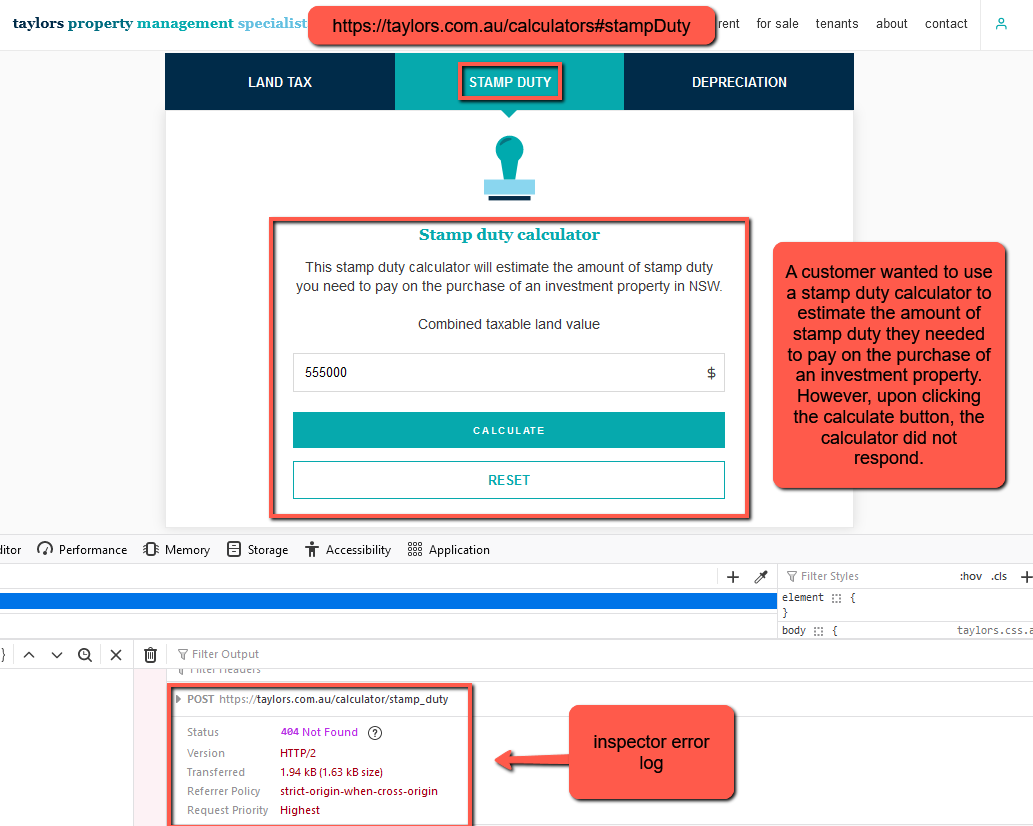 taylors property management specialist
https://taylors.com.au/calculators#stampDuty
rent for sale tenants about contact
LAND TAX STAMP DUTY DEPRECIATION
Stamp duty calculator
This stamp duty calculator will estimate the amount of stamp duty
you need to pay on the purchase of an investment property in NSW.
Combined taxable land value
555000 $
CALCULATE
RESET
A customer wanted to use
a stamp duty calculator to
estimate the amount of
stamp duty they needed
to pay on the purchase of
an investment property.
However, upon clicking
the calculate button, the
calculator did not
respond.
ditor Performance Memory Storage Accessibility Application
Filter Styles :hov .cls +
element {
}
body { taylors.css.a
} Filter Output
Filter Headers
POST https://taylors.com.au/calculator/stamp_duty
Status 404 Not Found ?
Version HTTP/2
Transferred 1.94 kB (1.63 kB size)
Referrer Policy strict-origin-when-cross-origin
Request Priority Highest
inspector error
log